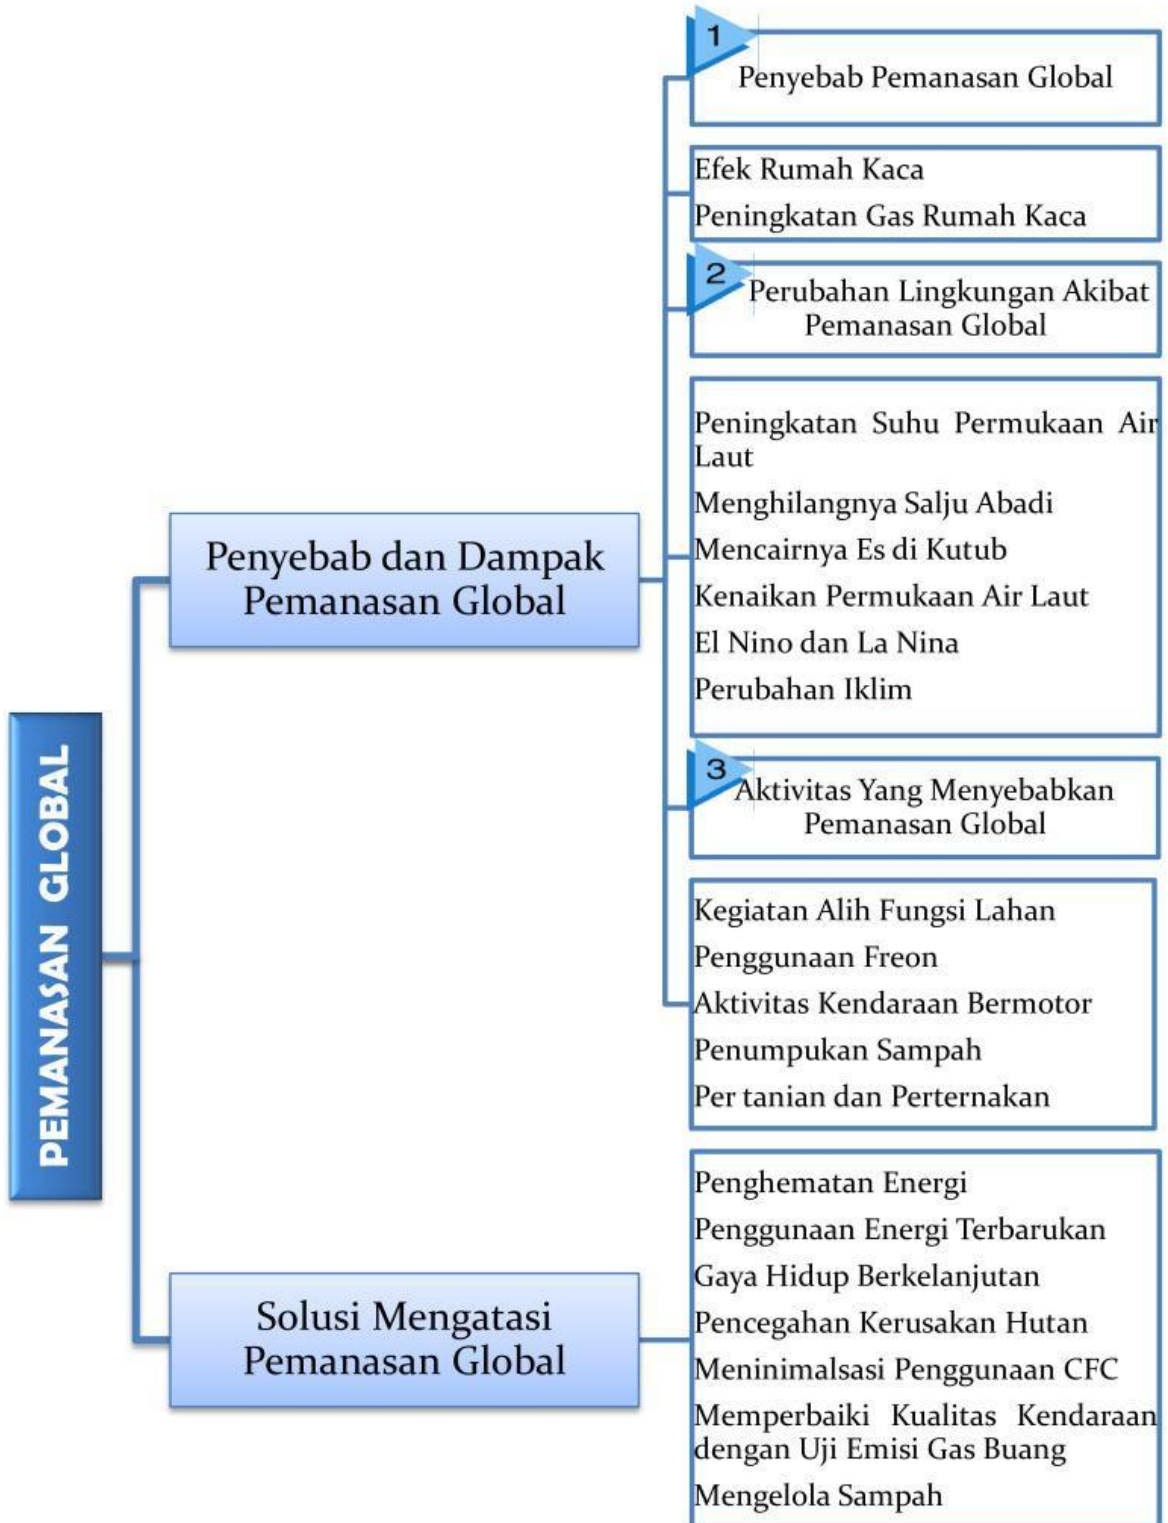 PEMANASAN GLOBAL
Penyebab dan Dampak
Pemanasan Global
1
Penyebab Pemanasan Global
Efek Rumah Kaca
Peningkatan Gas Rumah Kaca
2
Perubahan Lingkungan Akibat
Pemanasan Global
Peningkatan Suhu Permukaan Air
Laut
Menghilangnya Salju Abadi
Mencairnya Es di Kutub
Kenaikan Permukaan Air Laut
El Nino dan La Nina
Perubahan Iklim
3
Aktivitas Yang Menyebabkan
Pemanasan Global
Kegiatan Alih Fungsi Lahan
Penggunaan Freon
Aktivitas Kendaraan Bermotor
Penumpukan Sampah
Per tanian dan Perternakan
Solusi Mengatasi
Pemanasan Global
Penghematan Energi
Penggunaan Energi Terbarukan
Gaya Hidup Berkelanjutan
Pencegahan Kerusakan Hutan
Meninimalsasi Penggunaan CFC
Memperbaiki Kualitas Kendaraan
dengan Uji Emisi Gas Buang
Mengelola Sampah